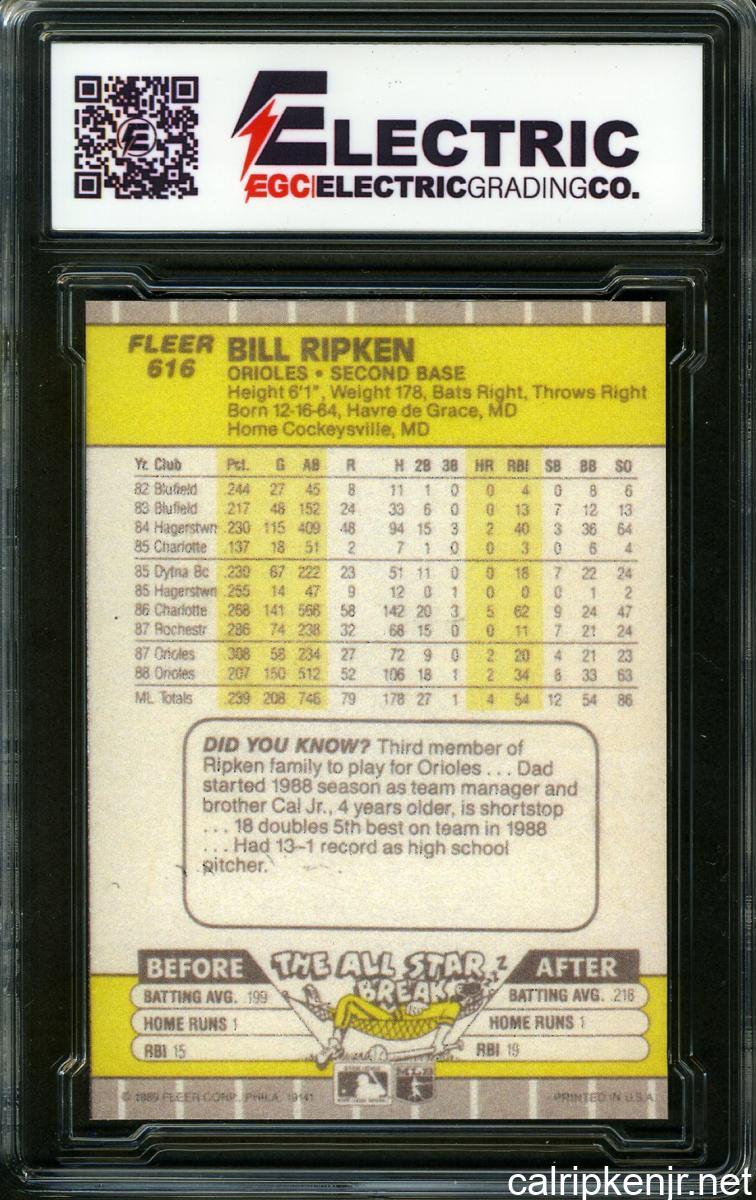 ELECTRIC
EGC|ELECTRICGRADINGCO.
FLEER
616
BILL RIPKEN
ORIOLES • SECOND BASE
Height 6'1", Weight 178, Bats Right, Throws Right
Born 12-16-64, Havre de Grace, MD
Home Cockeysville, MD
Yr. Club Pct. G AB R H 2B 3B HR RBI SB BB SO
82 Blufield .244 27 45 8 11 1 0 0 4 0 8 6
83 Blufield .217 48 152 24 33 6 0 0 13 7 12 13
84 Hagerstwn .230 115 409 48 94 15 3 2 40 3 36 64
85 Charlotte .137 18 51 2 7 1 0 0 3 0 6 4
85 Dytna Bc .230 67 222 23 51 11 0 0 18 7 22 24
85 Hagerstwn .255 14 47 9 12 0 1 0 0 0 1 2
86 Charlotte .268 141 566 58 142 20 3 5 62 9 24 47
87 Rochestr .286 74 238 32 68 15 0 0 11 7 21 24
87 Orioles .308 58 234 27 72 9 0 2 20 4 21 23
88 Orioles .207 150 512 52 106 18 1 2 34 8 33 63
ML Totals .239 208 746 79 178 27 1 4 54 12 54 86
DID YOU KNOW? Third member of
Ripken family to play for Orioles . . . Dad
started 1988 season as team manager and
brother Cal Jr., 4 years older, is shortstop
. . . 18 doubles 5th best on team in 1988
. . . Had 13–1 record as high school
pitcher.
BEFORE THE ALL STAR BREAK AFTER
BATTING AVG. .199 BATTING AVG. .216
HOME RUNS 1 HOME RUNS 1
RBI 15 RBI 19
MLB
© 1989 FLEER CORP., PHILA. 19141 PRINTED IN U.S.A.
calripkenjr.net